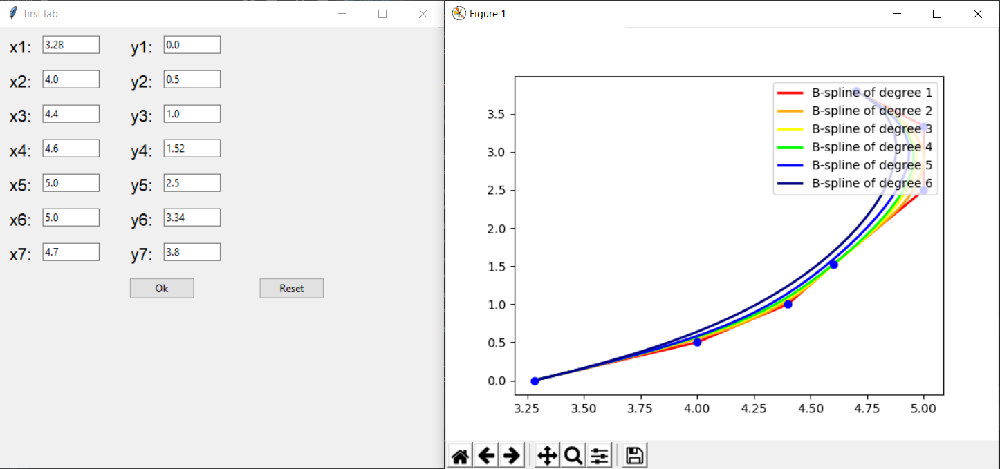 first lab
x1: 3.28 y1: 0.0
x2: 4.0 y2: 0.5
x3: 4.4 y3: 1.0
x4: 4.6 y4: 1.52
x5: 5.0 y5: 2.5
x6: 5.0 y6: 3.34
x7: 4.7 y7: 3.8
Ok Reset
Figure 1
B-spline of degree 1
B-spline of degree 2
B-spline of degree 3
B-spline of degree 4
B-spline of degree 5
B-spline of degree 6
3.5
3.0
2.5
2.0
1.5
1.0
0.5
0.0
3.25 3.50 3.75 4.00 4.25 4.50 4.75 5.00